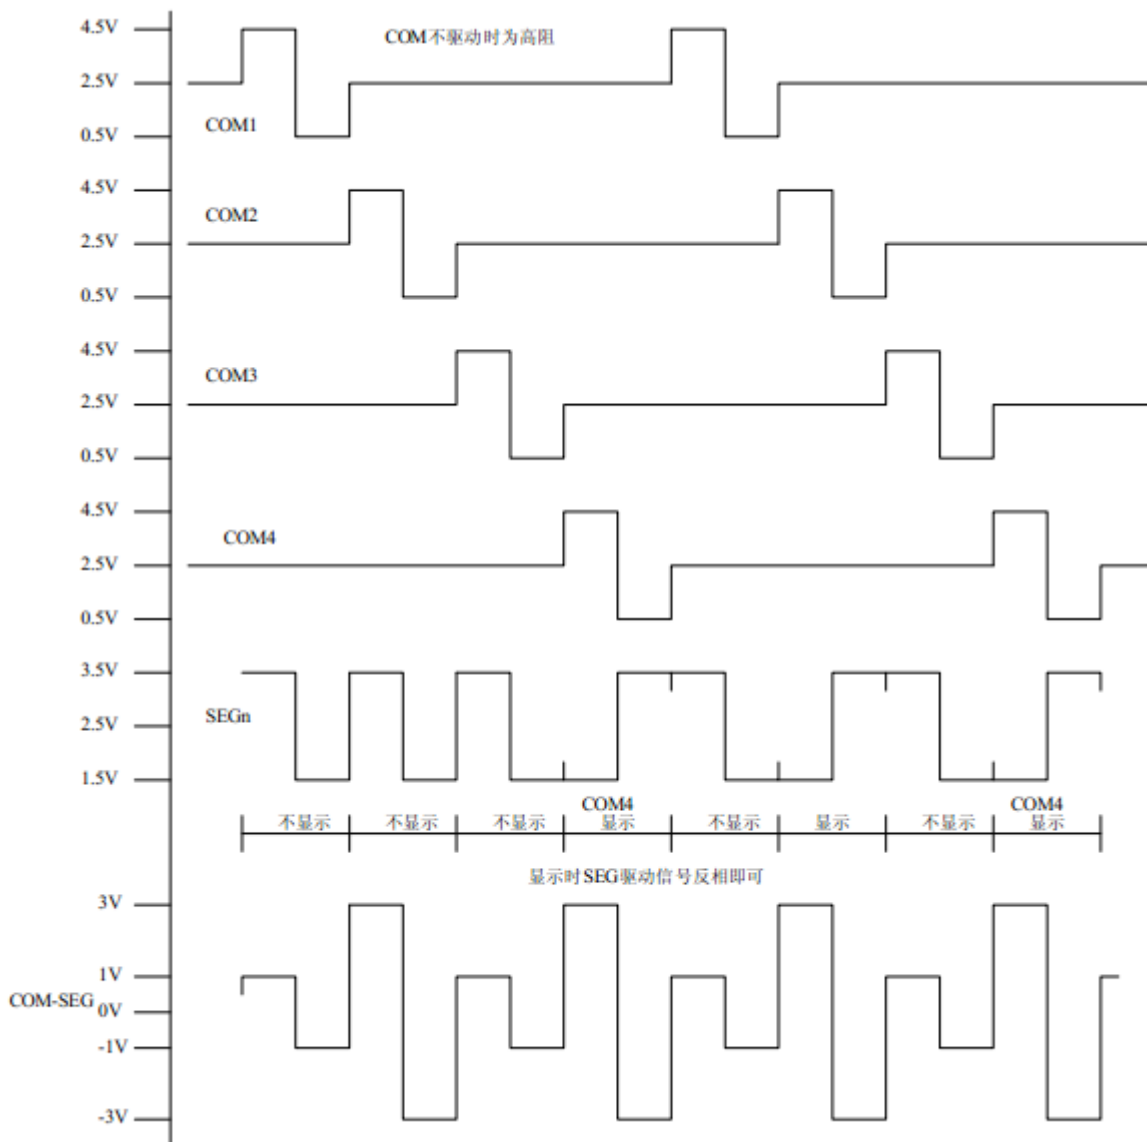 4.5V
COM不驱动时为高阻
2.5V
COM1
0.5V
4.5V
COM2
2.5V
0.5V
4.5V
COM3
2.5V
0.5V
4.5V
COM4
2.5V
0.5V
3.5V
SEGn
2.5V
1.5V
COM4 COM4
不显示 不显示 不显示 显示 不显示 显示 不显示 显示
显示时SEG驱动信号反相即可
3V
1V
COM-SEG 0V
-1V
-3V